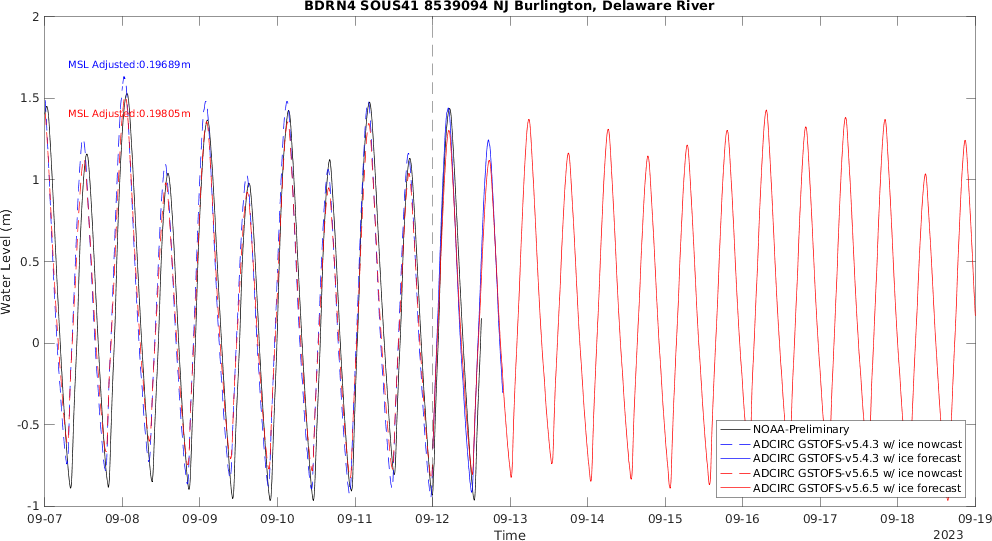 BDRN4 SOUS41 8539094 NJ Burlington, Delaware River
2
1.5
1
0.5
0
-0.5
-1
Water Level (m)
MSL Adjusted:0.19689m
MSL Adjusted:0.19805m
NOAA-Preliminary
ADCIRC GSTOFS-v5.4.3 w/ ice nowcast
ADCIRC GSTOFS-v5.4.3 w/ ice forecast
ADCIRC GSTOFS-v5.6.5 w/ ice nowcast
ADCIRC GSTOFS-v5.6.5 w/ ice forecast
09-07 09-08 09-09 09-10 09-11 09-12 09-13 09-14 09-15 09-16 09-17 09-18 09-19
Time
2023